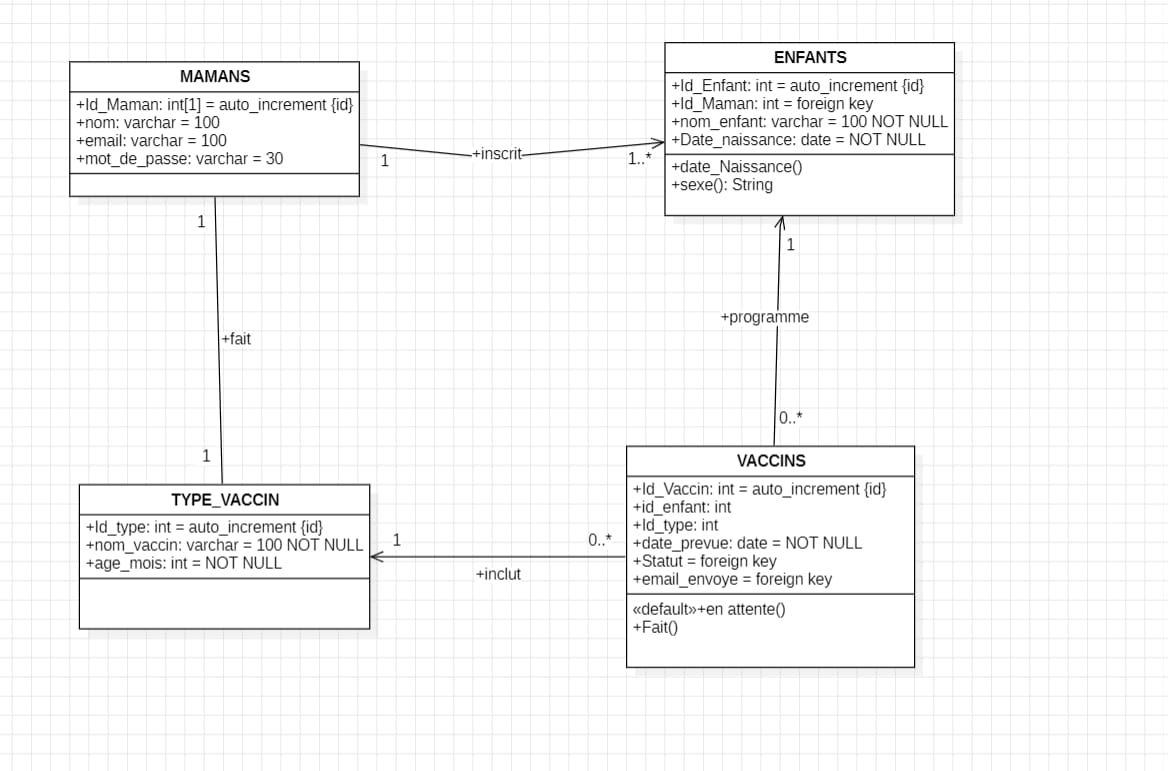 MAMANS
+Id_Maman: int[1] = auto_increment {id}
+nom: varchar = 100
+email: varchar = 100
+mot_de_passe: varchar = 30
1
+inscrit
1..*
ENFANTS
+Id_Enfant: int = auto_increment {id}
+Id_Maman: int = foreign key
+nom_enfant: varchar = 100 NOT NULL
+Date_naissance: date = NOT NULL
+date_Naissance()
+sexe(): String
1
+fait
1
1
+programme
0..*
TYPE_VACCIN
+Id_type: int = auto_increment {id}
+nom_vaccin: varchar = 100 NOT NULL
+age_mois: int = NOT NULL
1
0..*
+inclut
VACCINS
+Id_Vaccin: int = auto_increment {id}
+id_enfant: int
+Id_type: int
+date_prevue: date = NOT NULL
+Statut = foreign key
+email_envoye = foreign key
«default»+en attente()
+Fait()